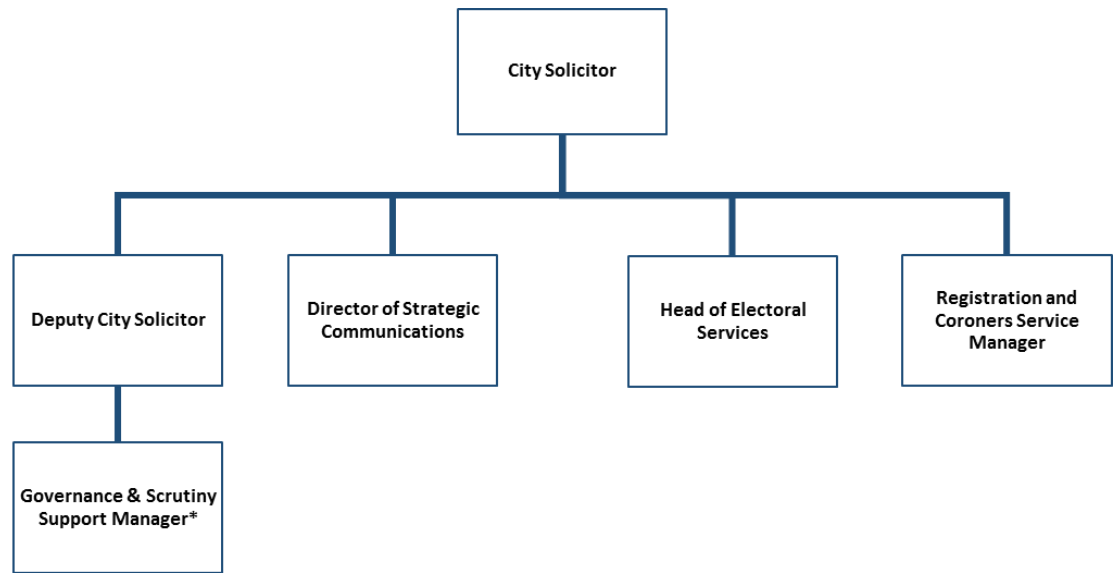 City Solicitor
Deputy City Solicitor
Director of Strategic
Communications
Head of Electoral
Services
Registration and
Coroners Service
Manager
Governance & Scrutiny
Support Manager*